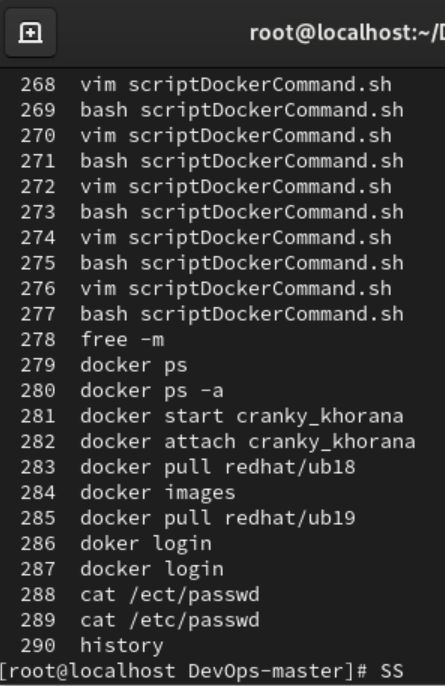 root@localhost:~/D
268 vim scriptDockerCommand.sh
269 bash scriptDockerCommand.sh
270 vim scriptDockerCommand.sh
271 bash scriptDockerCommand.sh
272 vim scriptDockerCommand.sh
273 bash scriptDockerCommand.sh
274 vim scriptDockerCommand.sh
275 bash scriptDockerCommand.sh
276 vim scriptDockerCommand.sh
277 bash scriptDockerCommand.sh
278 free -m
279 docker ps
280 docker ps -a
281 docker start cranky_khorana
282 docker attach cranky_khorana
283 docker pull redhat/ub18
284 docker images
285 docker pull redhat/ub19
286 doker login
287 docker login
288 cat /ect/passwd
289 cat /etc/passwd
290 history
[root@localhost DevOps-master]# SS